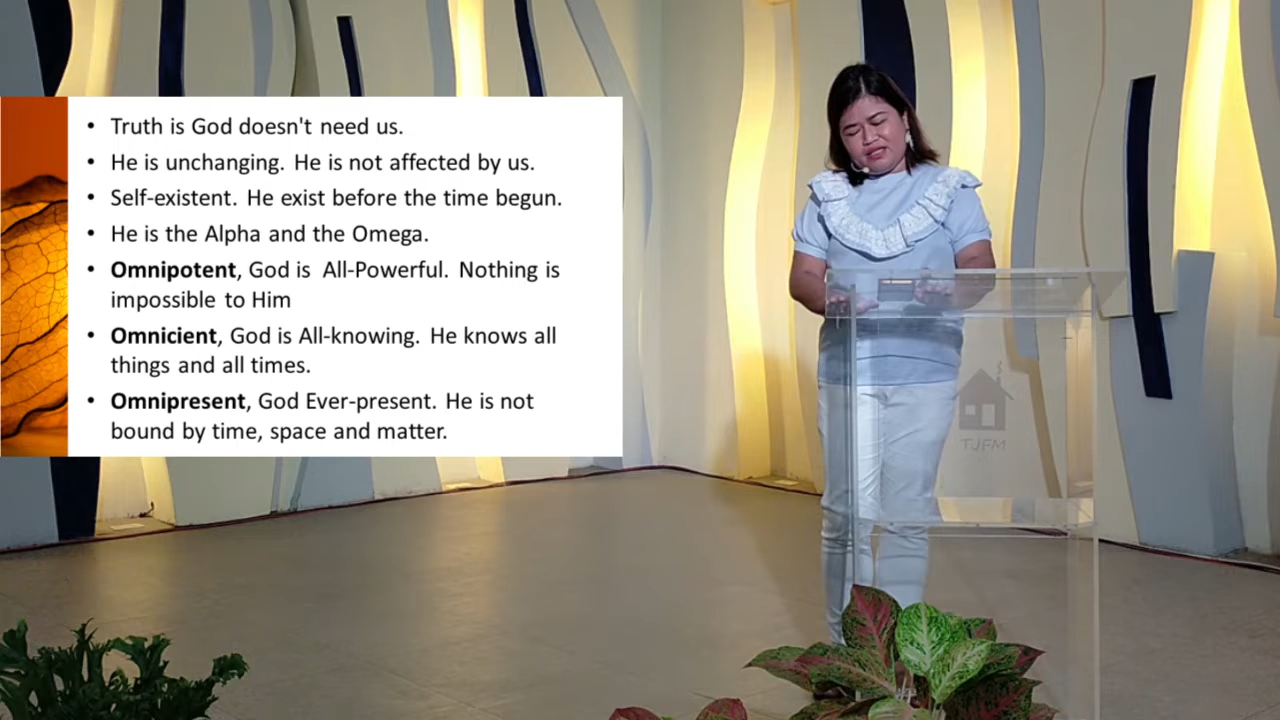 • Truth is God doesn't need us.
• He is unchanging. He is not affected by us.
• Self-existent. He exist before the time begun.
• He is the Alpha and the Omega.
• Omnipotent, God is  All-Powerful. Nothing is
impossible to Him
• Omnicient, God is All-knowing. He knows all
things and all times.
• Omnipresent, God Ever-present. He is not
bound by time, space and matter.
TJFM